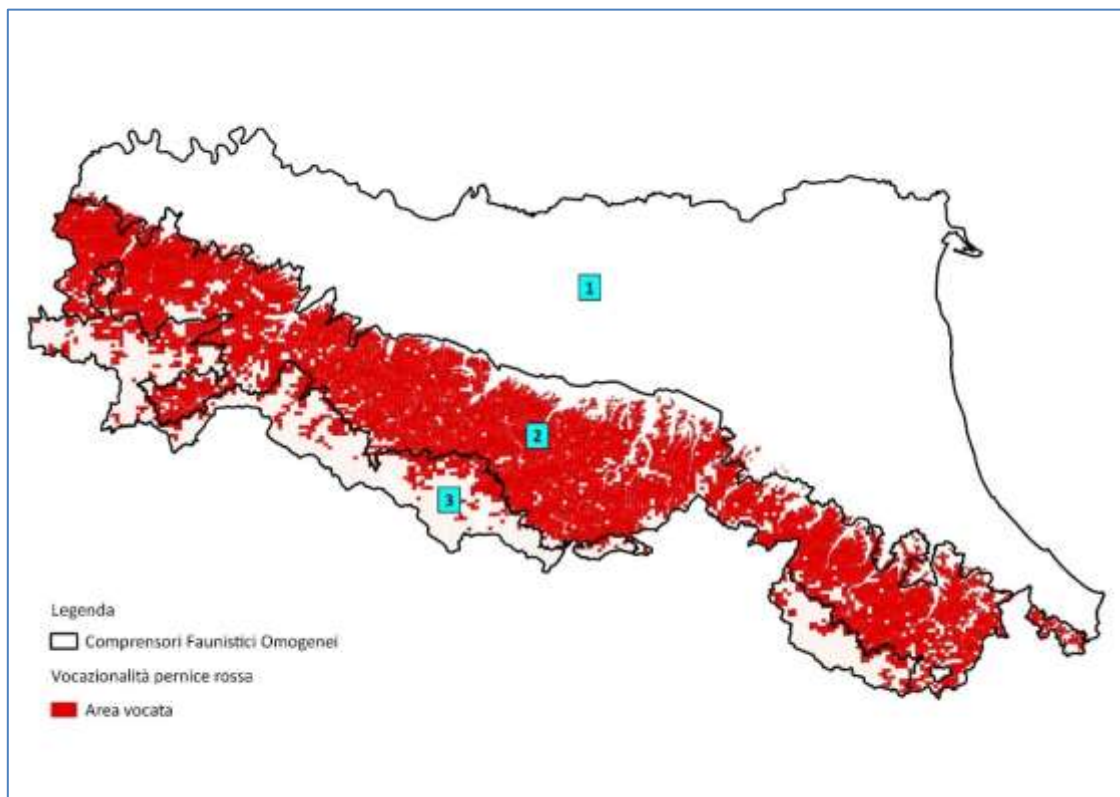 1
2
3
Legenda
Comprensori Faunistici Omogenei
Vocazionalità pernice rossa
Area vocata